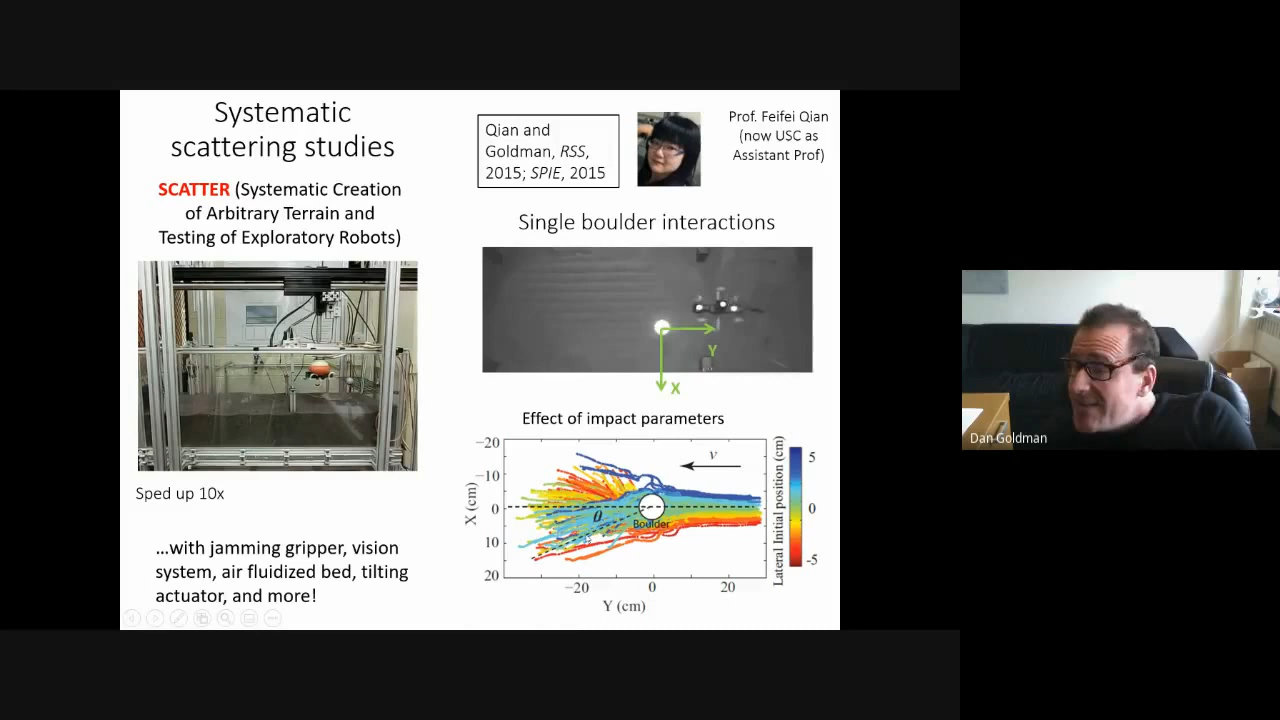 Systematic
scattering studies
SCATTER (Systematic Creation
of Arbitrary Terrain and
Testing of Exploratory Robots)
Sped up 10x
...with jamming gripper, vision
system, air fluidized bed, tilting
actuator, and more!
Qian and
Goldman, RSS,
2015; SPIE, 2015
Prof. Feifei Qian
(now USC as
Assistant Prof)
Single boulder interactions
Y
X
Effect of impact parameters
-20
-10
0
10
20
X (cm)
v
θ
Boulder
-20
0
20
Y (cm)
Lateral Initial position (cm)
5
0
-5
Dan Goldman